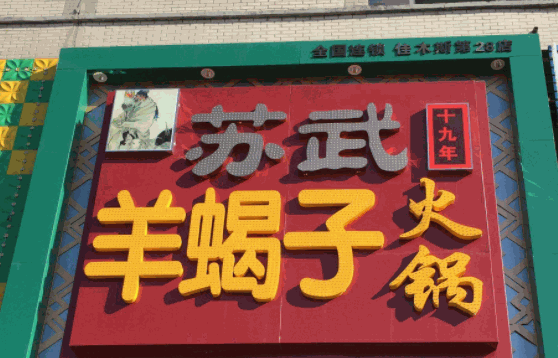 全国连锁 佳木斯第26店
苏武
十九年
羊蝎子
火锅